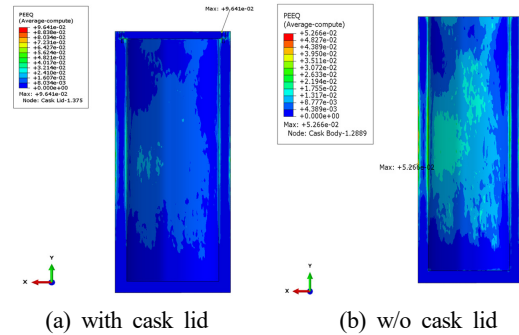 PEEQ
(Average-compute)
+9.641e-02
+8.838e-02
+8.034e-02
+7.231e-02
+6.427e-02
+5.624e-02
+4.821e-02
+4.017e-02
+3.214e-02
+2.410e-02
+1.607e-02
+8.034e-03
+0.000e+00
Max: +9.641e-02
Node: Cask Lid-1.375
Max: +9.641e-02
Y
X
(a) with cask lid
PEEQ
(Average-compute)
+5.266e-02
+4.827e-02
+4.389e-02
+3.950e-02
+3.511e-02
+3.072e-02
+2.633e-02
+2.194e-02
+1.755e-02
+1.317e-02
+8.777e-03
+4.389e-03
+0.000e+00
Max: +5.266e-02
Node: Cask Body-1.2889
Max: +5.266e-02
Y
X
(b) w/o cask lid